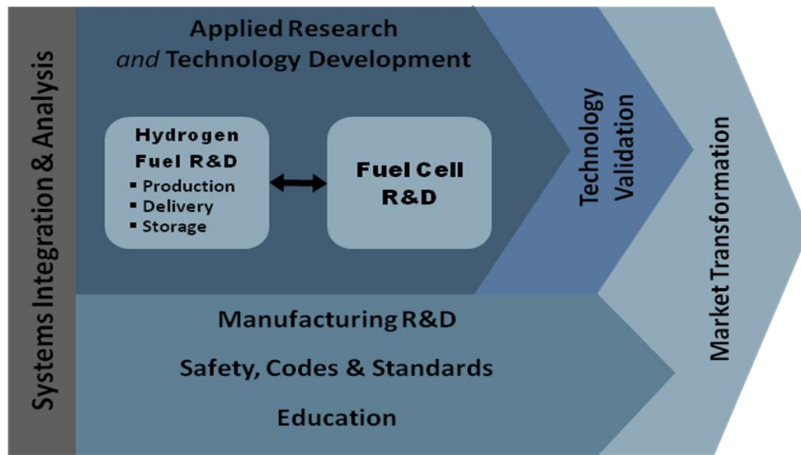 Systems Integration & Analysis
Applied Research
and Technology Development
Hydrogen
Fuel R&D
▪ Production
▪ Delivery
▪ Storage
Fuel Cell
R&D
Technology
Validation
Market Transformation
Manufacturing R&D
Safety, Codes & Standards
Education